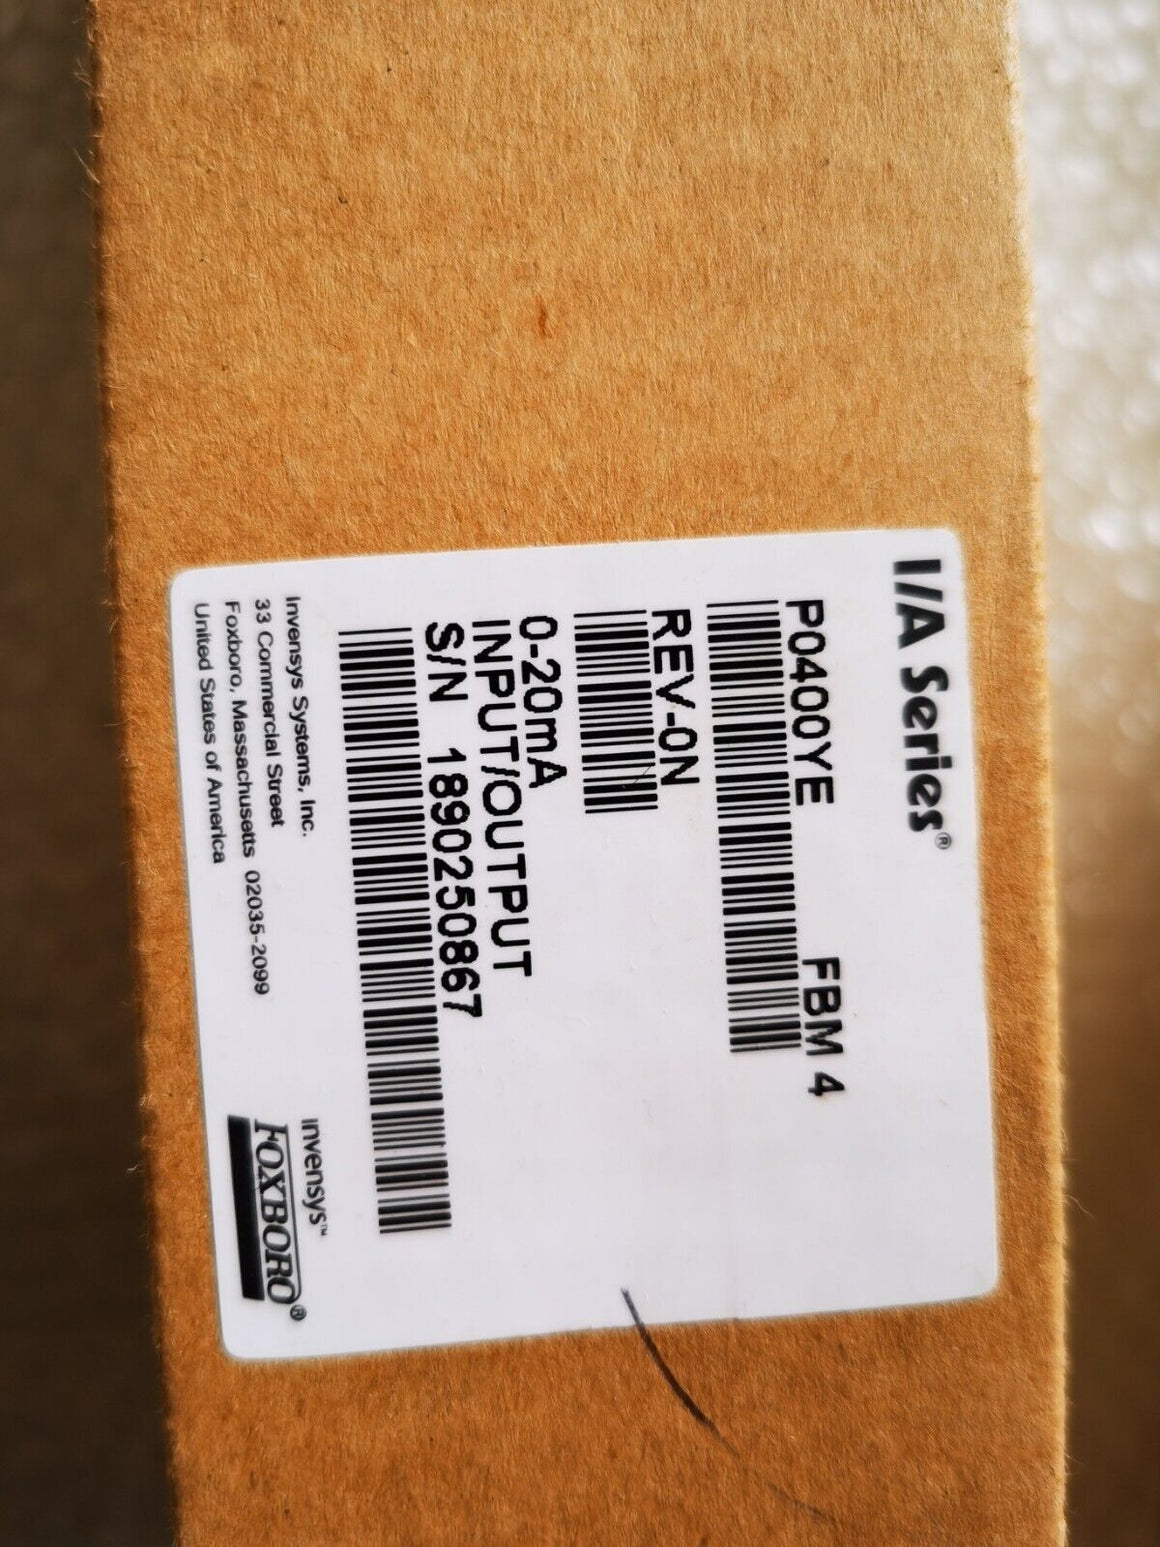 I/A Series®
P0400YE FBM 4
REV-0N
0-20mA
INPUT/OUTPUT
S/N 1890250867
Invensys Systems, Inc.
33 Commercial Street
Foxboro, Massachusetts 02035-2099
United States of America
invensys™
FOXBORO®